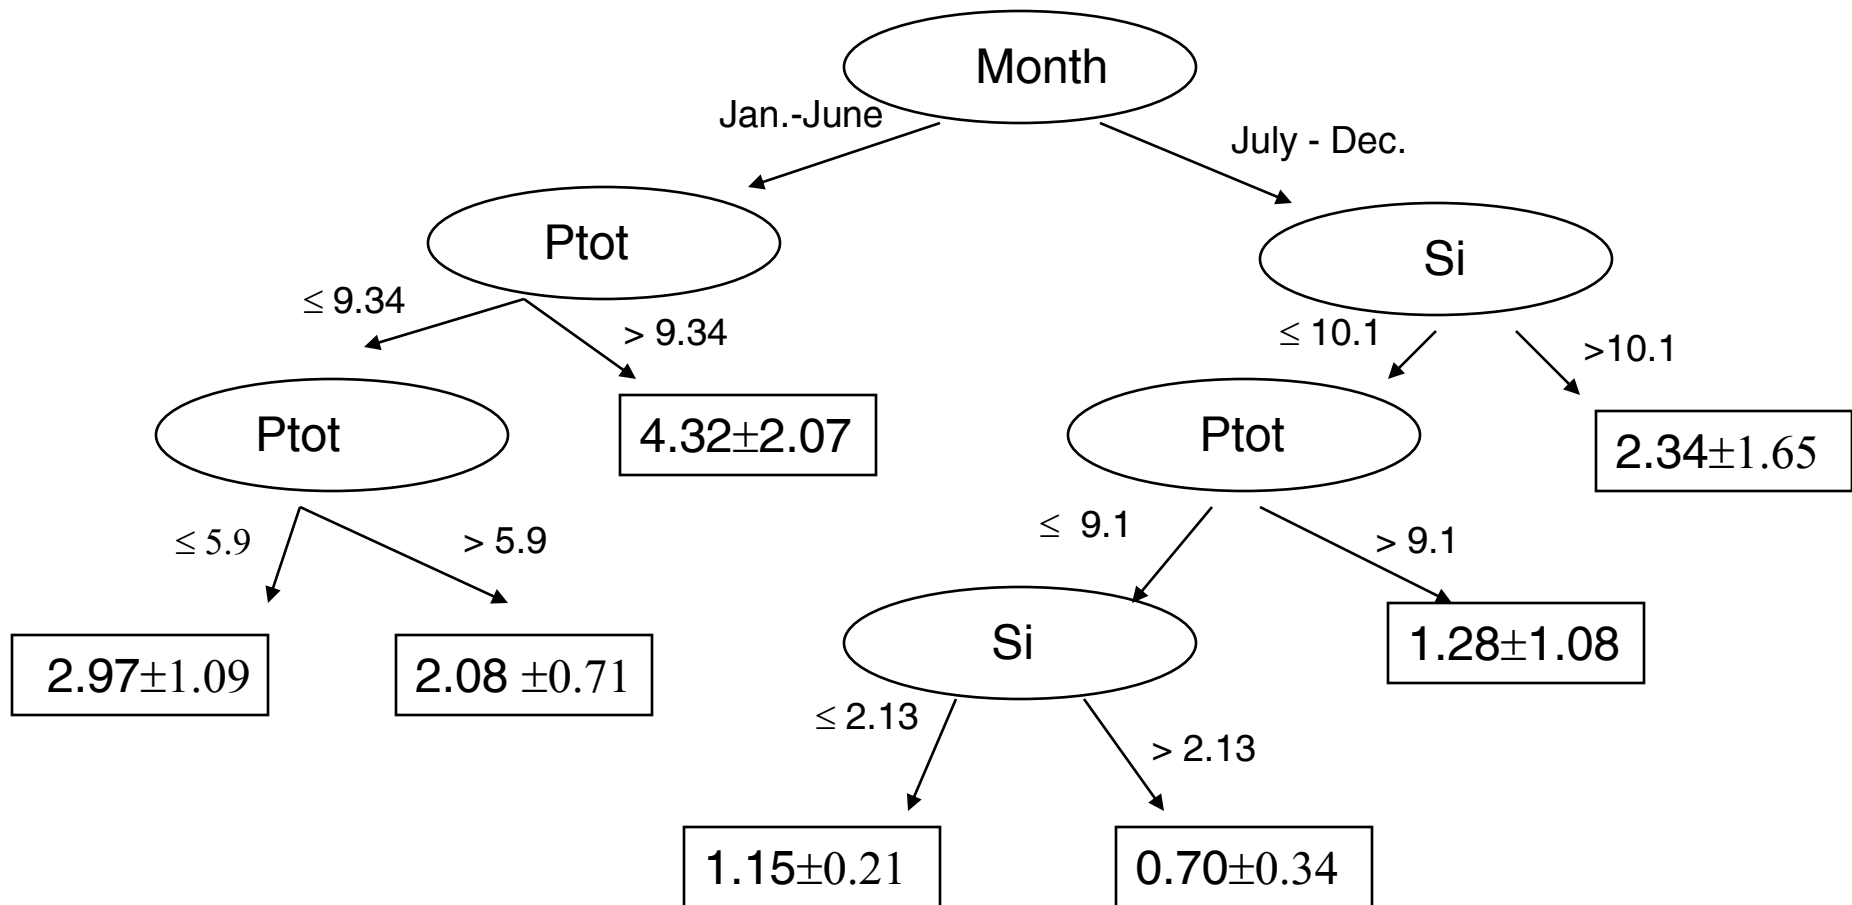 Month
Jan.-June
July - Dec.
Ptot
Si
≤ 9.34
> 9.34
≤ 10.1
>10.1
Ptot
4.32±2.07
Ptot
2.34±1.65
≤ 5.9
> 5.9
≤ 9.1
> 9.1
2.97±1.09
2.08 ±0.71
Si
1.28±1.08
≤ 2.13
> 2.13
1.15±0.21
0.70±0.34